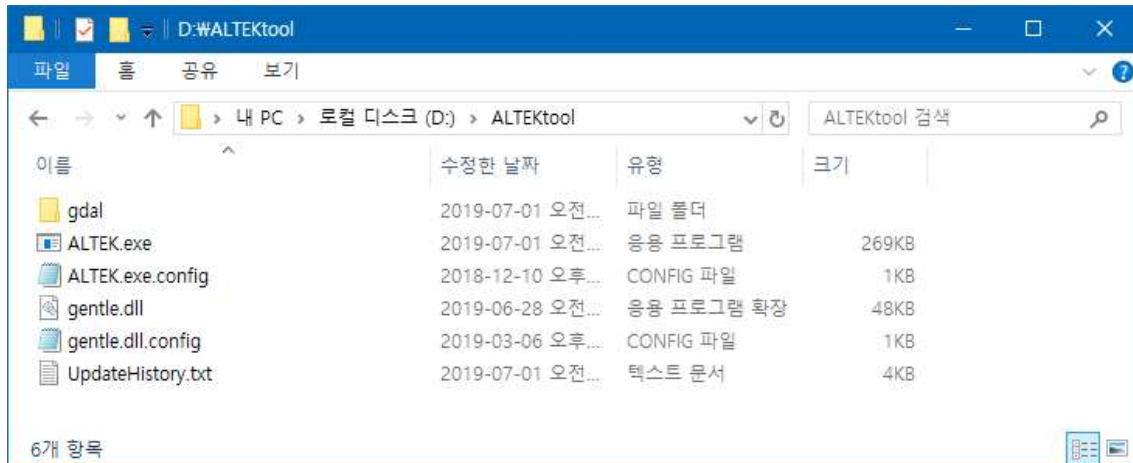 D:₩ALTEKtool
파일 홈 공유 보기
내 PC › 로컬 디스크 (D:) › ALTEKtool ALTEKtool 검색
이름 수정한 날짜 유형 크기
gdal 2019-07-01 오전... 파일 폴더
ALTEK.exe 2019-07-01 오전... 응용 프로그램 269KB
ALTEK.exe.config 2018-12-10 오후... CONFIG 파일 1KB
gentle.dll 2019-06-28 오전... 응용 프로그램 확장 48KB
gentle.dll.config 2019-03-06 오후... CONFIG 파일 1KB
UpdateHistory.txt 2019-07-01 오전... 텍스트 문서 4KB
6개 항목